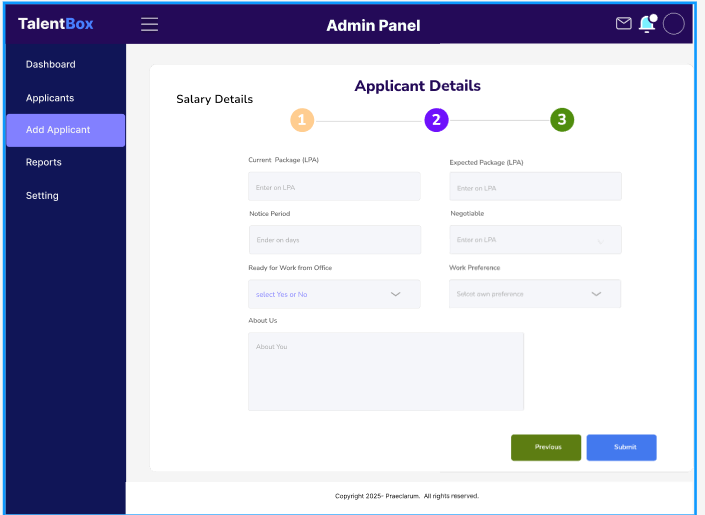 TalentBox
Admin Panel
Dashboard
Applicants
Add Applicant
Reports
Setting
Applicant Details
Salary Details
1
2
3
Current Package (LPA)
Expected Package (LPA)
Enter on LPA
Enter on LPA
Notice Period
Negotiable
Ender on days
Enter on LPA
Ready for Work from Office
Work Preference
select Yes or No
Select own preference
About Us
About You
Previous
Submit
Copyright 2025- Praeclarum. All rights reserved.